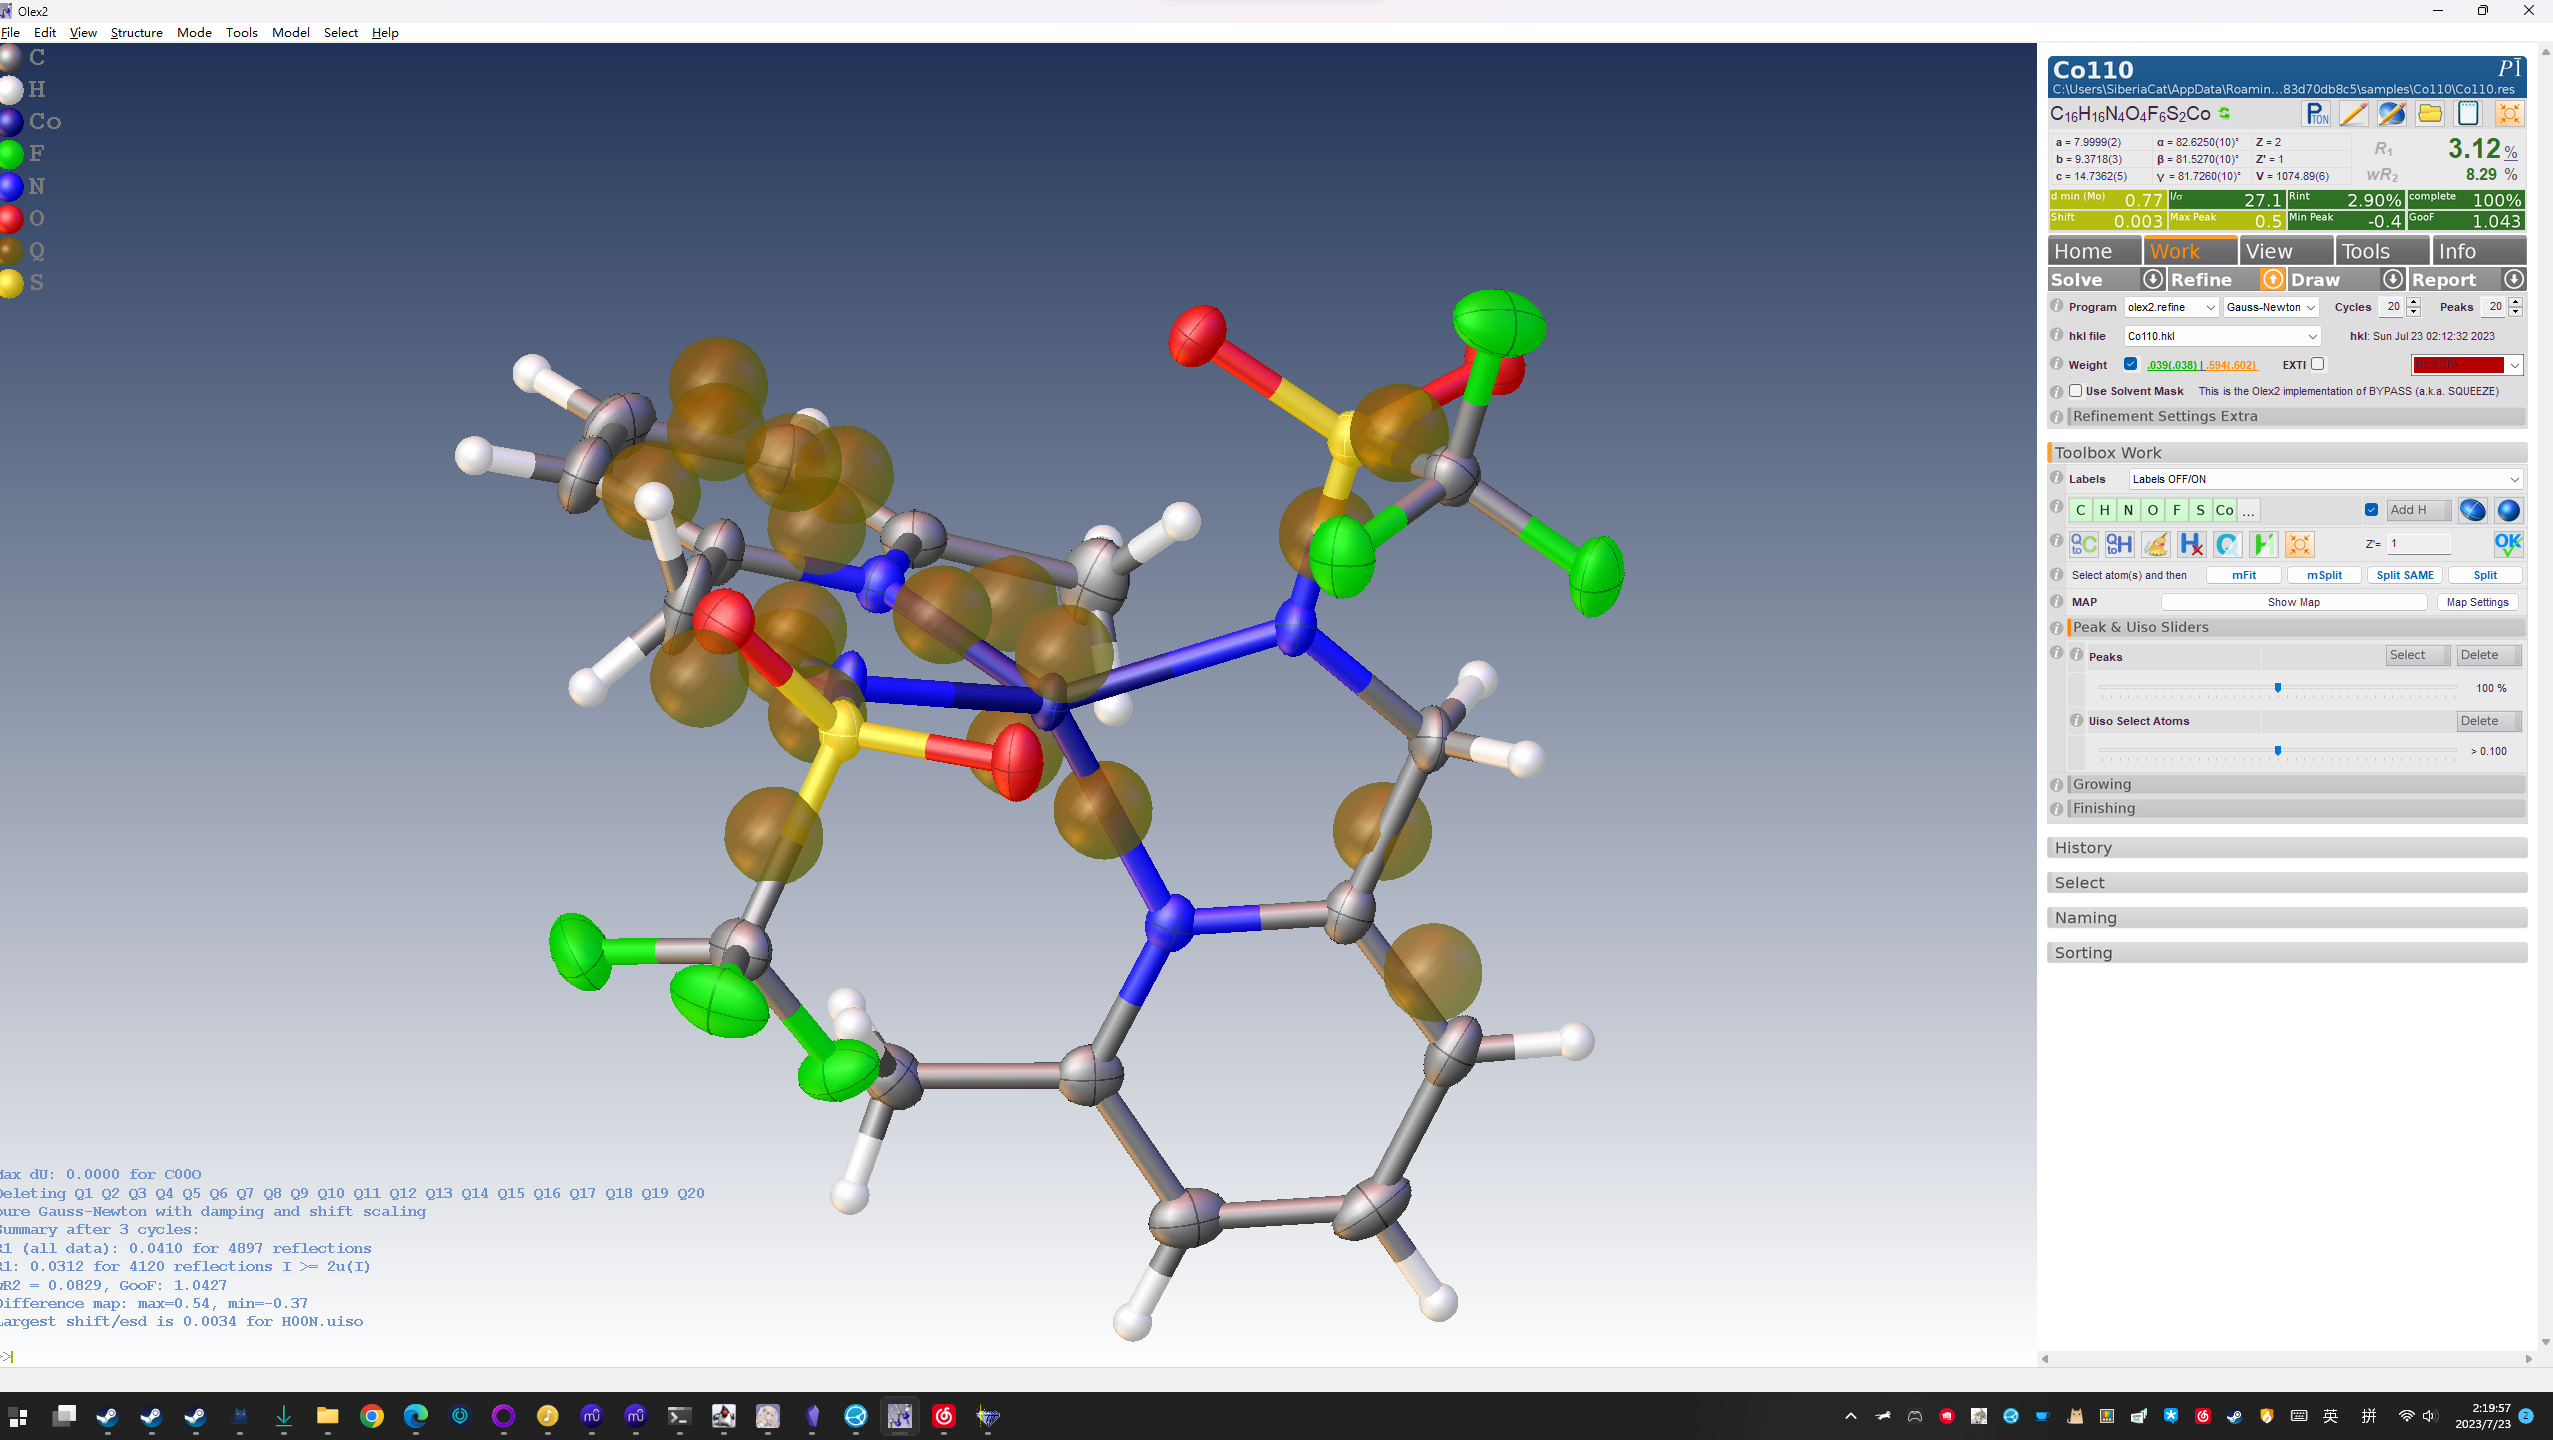 Olex2
File Edit View Structure Mode Tools Model Select Help
C
H
Co
F
N
O
Q
S
Max dU: 0.0000 for C00O
Deleting Q1 Q2 Q3 Q4 Q5 Q6 Q7 Q8 Q9 Q10 Q11 Q12 Q13 Q14 Q15 Q16 Q17 Q18 Q19 Q20
pure Gauss-Newton with damping and shift scaling
Summary after 3 cycles:
R1 (all data): 0.0410 for 4897 reflections
R1: 0.0312 for 4120 reflections I >= 2u(I)
wR2 = 0.0829, GooF: 1.0427
Difference map: max=0.54, min=-0.37
Largest shift/esd is 0.0034 for H00N.uiso
>>
Co110 P1̅
C:\Users\SiberiaCat\AppData\Roamin...83d70db8c5\samples\Co110\Co110.res
C₁₆H₁₆N₄O₄F₆S₂Co PTON
a = 7.9999(2) α = 82.6250(10)° Z = 2 R₁ 3.12 %
b = 9.3718(3) β = 81.5270(10)° Z' = 1
c = 14.7362(5) γ = 81.7260(10)° V = 1074.89(6) wR₂ 8.29 %
d min (Mo) 0.77 I/σ 27.1 Rint 2.90% complete 100%
Shift 0.003 Max Peak 0.5 Min Peak -0.4 GooF 1.043
Home Work View Tools Info
Solve Refine Draw Report
Program olex2.refine Gauss-Newton Cycles 20 Peaks 20
hkl file Co110.hkl hkl: Sun Jul 23 02:12:32 2023
Weight .039(.038) | .594(.602) EXTI
Use Solvent Mask This is the Olex2 implementation of BYPASS (a.k.a. SQUEEZE)
Refinement Settings Extra
Toolbox Work
Labels Labels OFF/ON
C H N O F S Co ... Add H
Q to C Q to H H Z'= 1 OK
Select atom(s) and then mFit mSplit Split SAME Split
MAP Show Map Map Settings
Peak & Uiso Sliders
Peaks Select Delete
100 %
Uiso Select Atoms Delete
> 0.100
Growing
Finishing
History
Select
Naming
Sorting
英 拼 2:19:57
2023/7/23 2